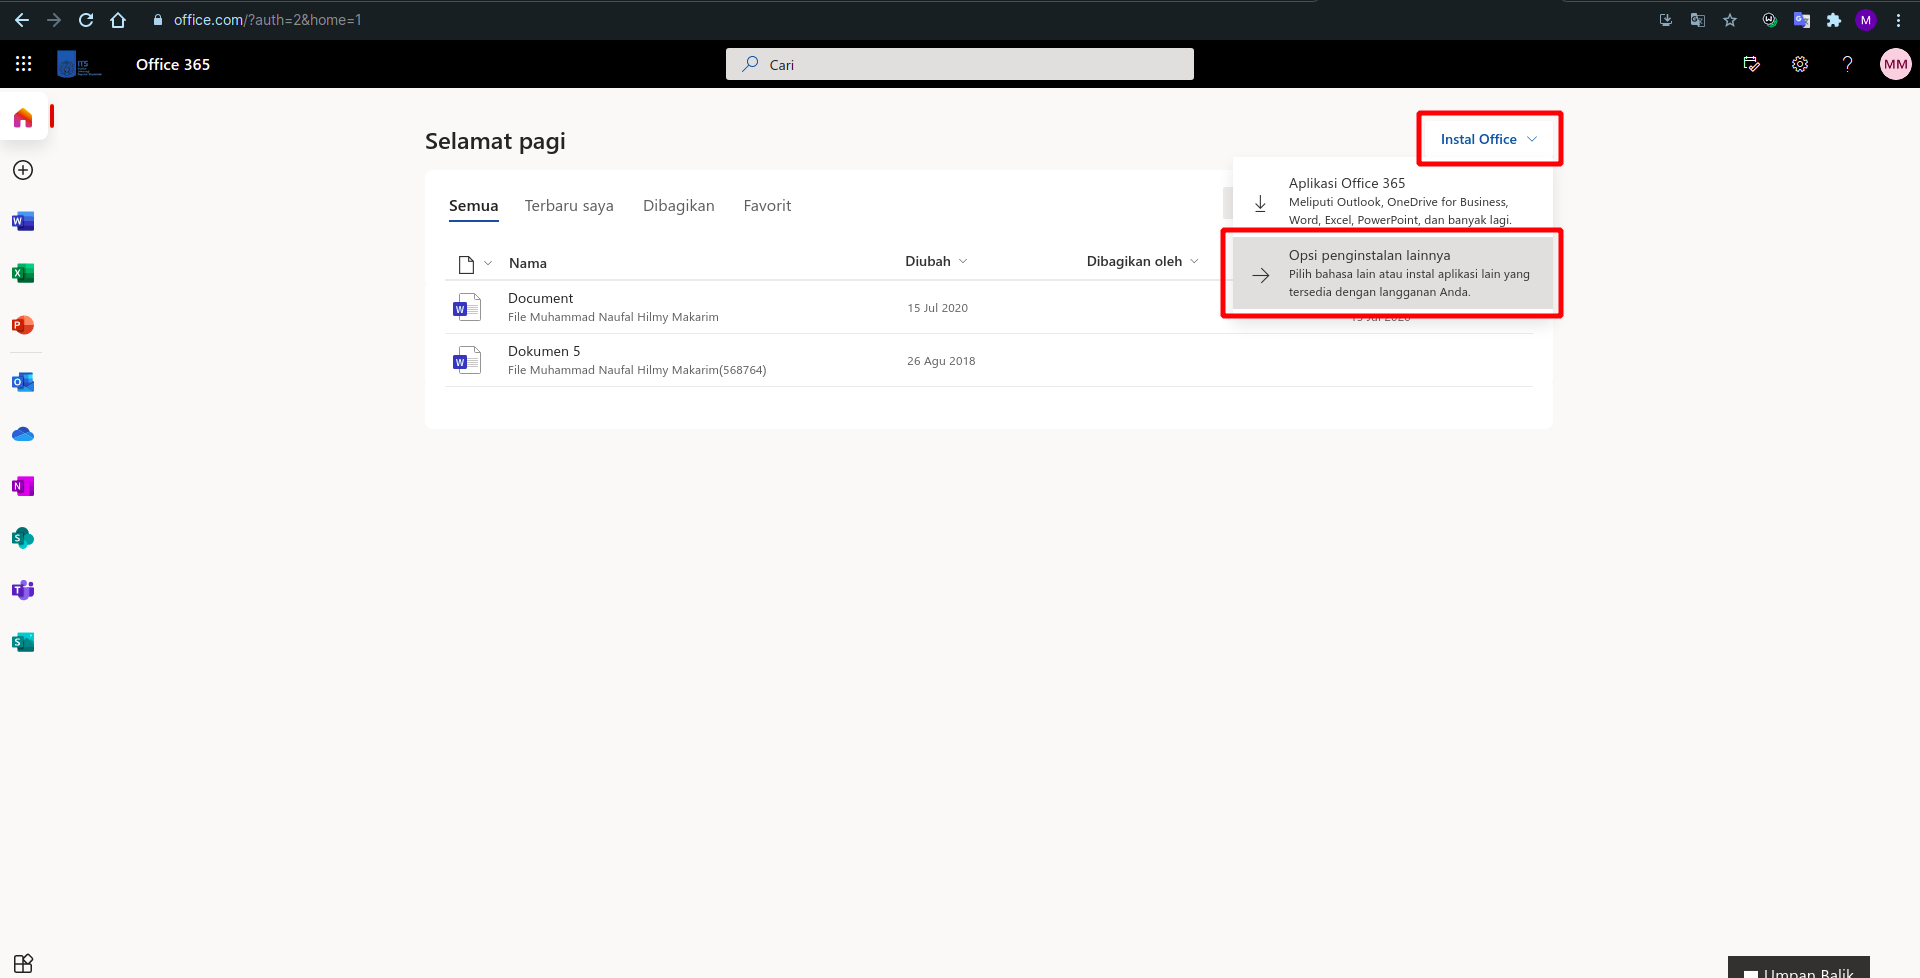 office.com/?auth=2&home=1
M
ITS
Office 365
Cari
MM
Selamat pagi
Instal Office
Aplikasi Office 365
Meliputi Outlook, OneDrive for Business,
Word, Excel, PowerPoint, dan banyak lagi.
Opsi penginstalan lainnya
Pilih bahasa lain atau instal aplikasi lain yang
tersedia dengan langganan Anda.
Semua Terbaru saya Dibagikan Favorit
Nama Diubah Dibagikan oleh
Document
File Muhammad Naufal Hilmy Makarim
15 Jul 2020
Dokumen 5
File Muhammad Naufal Hilmy Makarim(568764)
26 Agu 2018
Umpan Balik